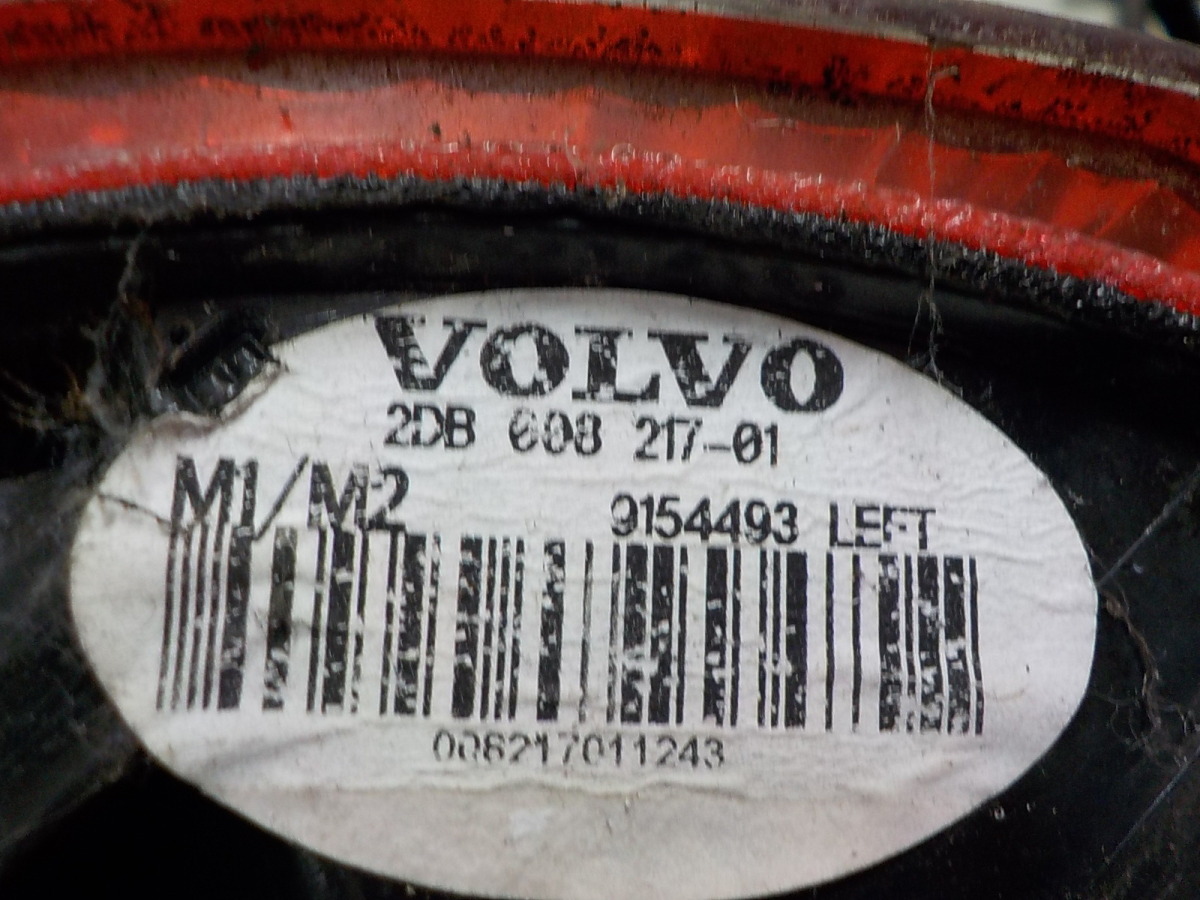 VOLVO
2DB 008 217-01
M1/M2
9154493 LEFT
008217011243